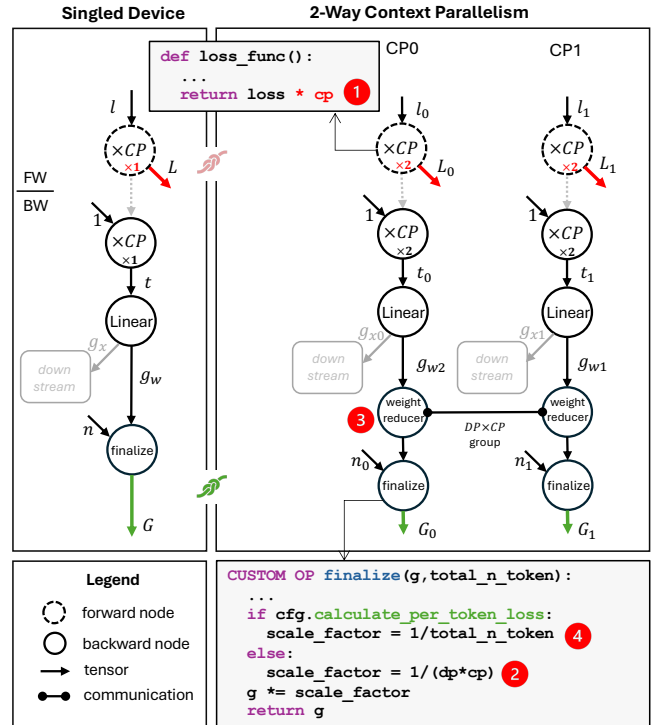 Singled Device
2-Way Context Parallelism
def loss_func():
...
return loss * cp
1
CP0
CP1
l
l₀
l₁
×CP
×1
L
×CP
×2
L₀
×CP
×2
L₁
FW
BW
1
×CP
×1
1
×CP
×2
1
×CP
×2
t
t₀
t₁
Linear
Linear
Linear
gₓ
gₓ₀
gₓ₁
down
stream
down
stream
down
stream
g_w
g_w2
g_w1
3
weight
reducer
weight
reducer
DP×CP
group
n
n₀
n₁
finalize
finalize
finalize
G
G₀
G₁
Legend
forward node
backward node
tensor
communication
CUSTOM OP finalize(g,total_n_token):
...
if cfg.calculate_per_token_loss:
scale_factor = 1/total_n_token
4
else:
scale_factor = 1/(dp*cp)
2
g *= scale_factor
return g